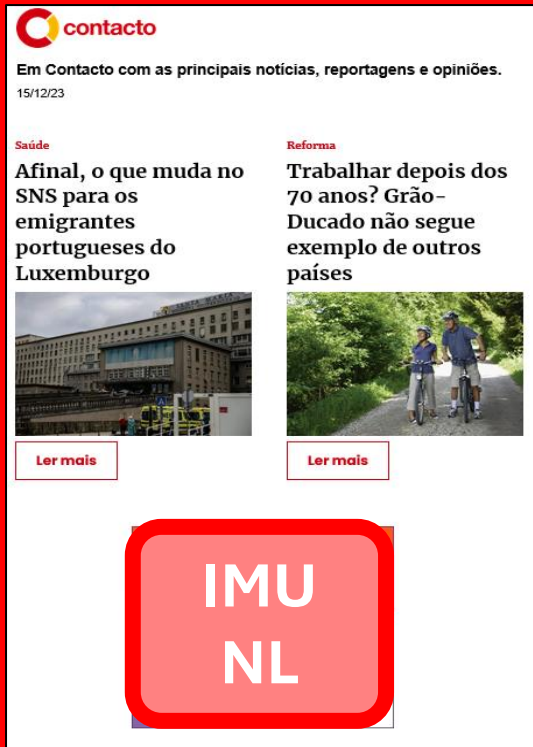 contacto
Em Contacto com as principais notícias, reportagens e opiniões.
15/12/23
Saúde
Afinal, o que muda no
SNS para os
emigrantes
portugueses do
Luxemburgo
Ler mais
Reforma
Trabalhar depois dos
70 anos? Grão-
Ducado não segue
exemplo de outros
países
Ler mais
IMU
NL